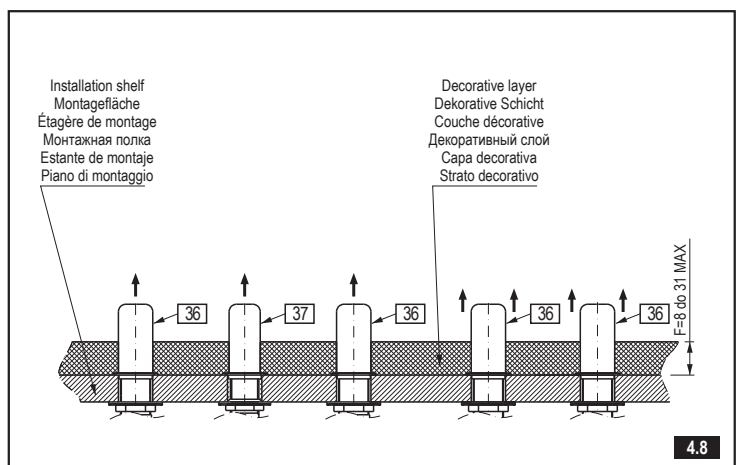 Installation shelf
Montagefläche
Étagère de montage
Монтажная полка
Estante de montaje
Piano di montaggio
Decorative layer
Dekorative Schicht
Couche décorative
Декоративный слой
Capa decorativa
Strato decorativo
36
37
36
36
36
F=8 do 31 MAX
4.8